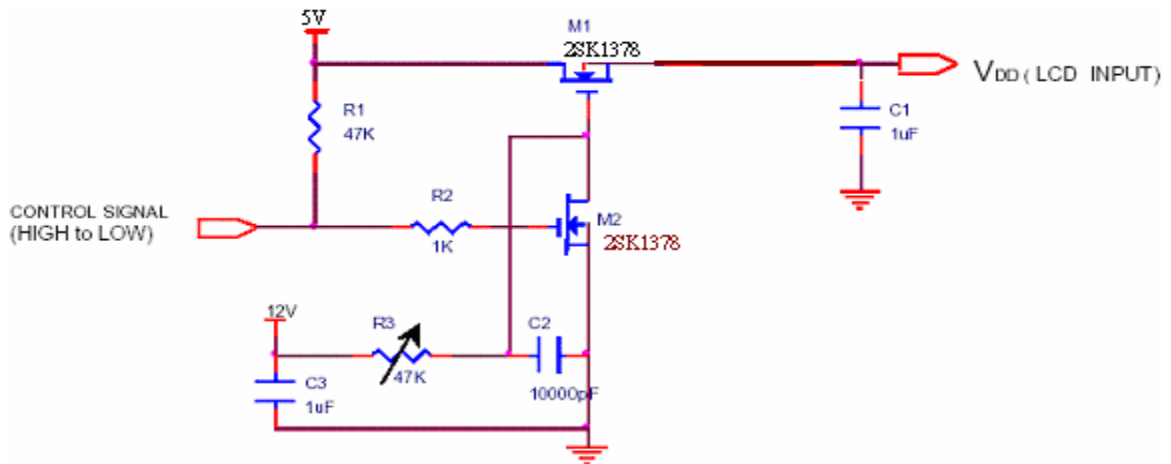 5V
M1
2SK1378
VDD ( LCD INPUT)
R1
47K
C1
1uF
CONTROL SIGNAL
(HIGH to LOW)
R2
1K
M2
2SK1378
12V
R3
47K
C2
10000pF
C3
1uF